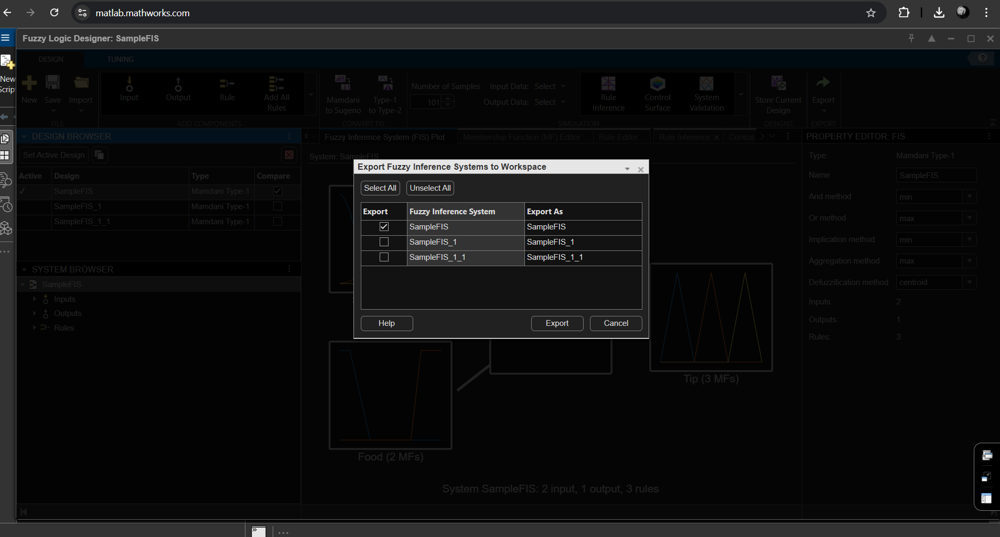 matlab.mathworks.com
Fuzzy Logic Designer: SampleFIS
DESIGN
TUNING
New
Script
New
Save
Import
FILE
Input
Output
Rule
Add All
Rules
ADD COMPONENTS
Mamdani
to Sugeno
Type-1
to Type-2
CONVERT FIS
Number of Samples
101
Input Data: Select
Output Data: Select
Rule
Inference
Control
Surface
System
Validation
SIMULATION
Store Current
Design
DESIGNS
Export
EXPORT
DESIGN BROWSER
Set Active Design
Active Design Type Compare
SampleFIS Mamdani Type-1
SampleFIS_1 Mamdani Type-1
SampleFIS_1_1 Mamdani Type-1
SYSTEM BROWSER
SampleFIS
Inputs
Outputs
Rules
Fuzzy Inference System (FIS) Plot
Membership Function (MF) Editor
Rule Editor
Rule Inference
Control
System: SampleFIS
Export Fuzzy Inference Systems to Workspace
Select All
Unselect All
Export Fuzzy Inference System Export As
SampleFIS SampleFIS
SampleFIS_1 SampleFIS_1
SampleFIS_1_1 SampleFIS_1_1
Help
Export
Cancel
Food (2 MFs)
Tip (3 MFs)
System SampleFIS: 2 input, 1 output, 3 rules
PROPERTY EDITOR: FIS
Type: Mamdani Type-1
Name SampleFIS
And method min
Or method max
Implication method min
Aggregation method max
Defuzzification method centroid
Inputs: 2
Outputs: 1
Rules: 3